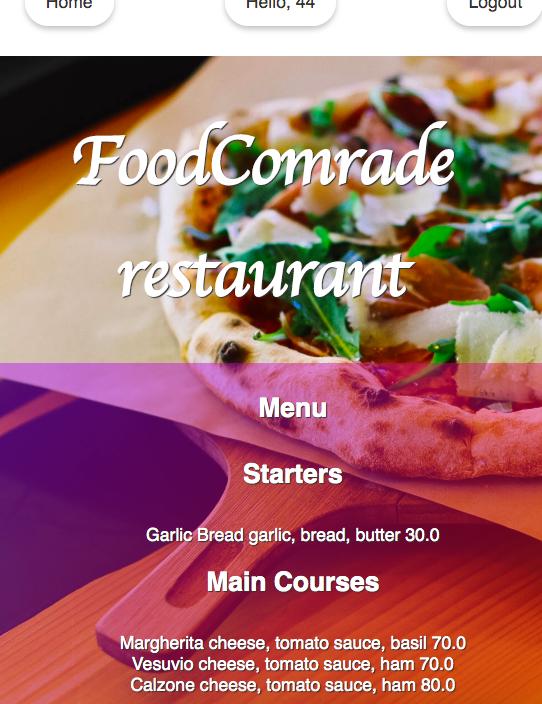 Home
Hello, 44
Logout
FoodComrade
restaurant
Menu
Starters
Garlic Bread garlic, bread, butter 30.0
Main Courses
Margherita cheese, tomato sauce, basil 70.0
Vesuvio cheese, tomato sauce, ham 70.0
Calzone cheese, tomato sauce, ham 80.0